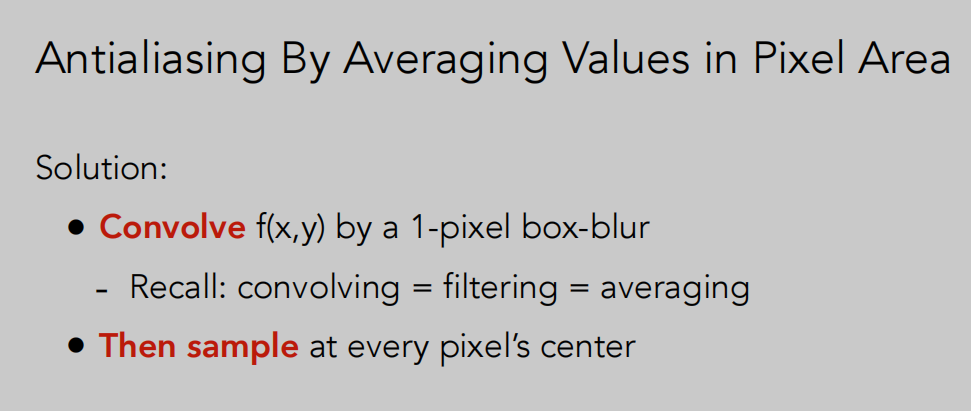 Antialiasing By Averaging Values in Pixel Area
Solution:
● Convolve f(x,y) by a 1-pixel box-blur
- Recall: convolving = filtering = averaging
● Then sample at every pixel’s center